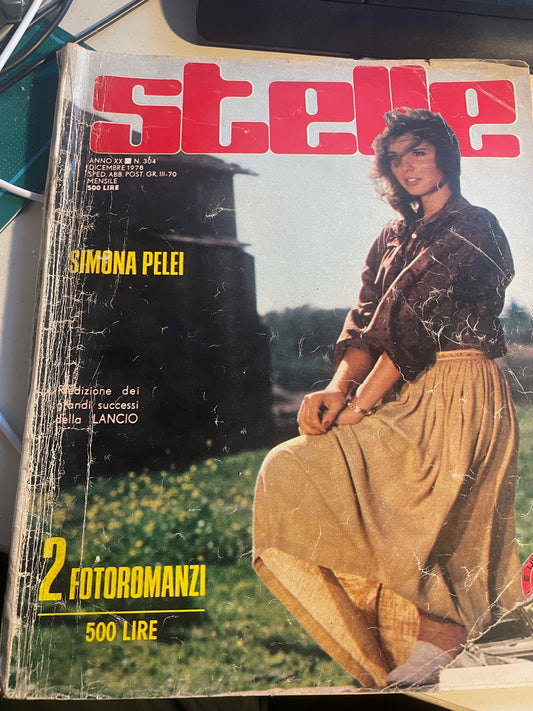 stelle
ANNO XX ■ N. 364
DICEMBRE 1978
SPED. ABB. POST. GR. III-70
MENSILE
500 LIRE
SIMONA PELEI
Riedizione dei
grandi successi
della LANCIO
2 FOTOROMANZI
500 LIRE